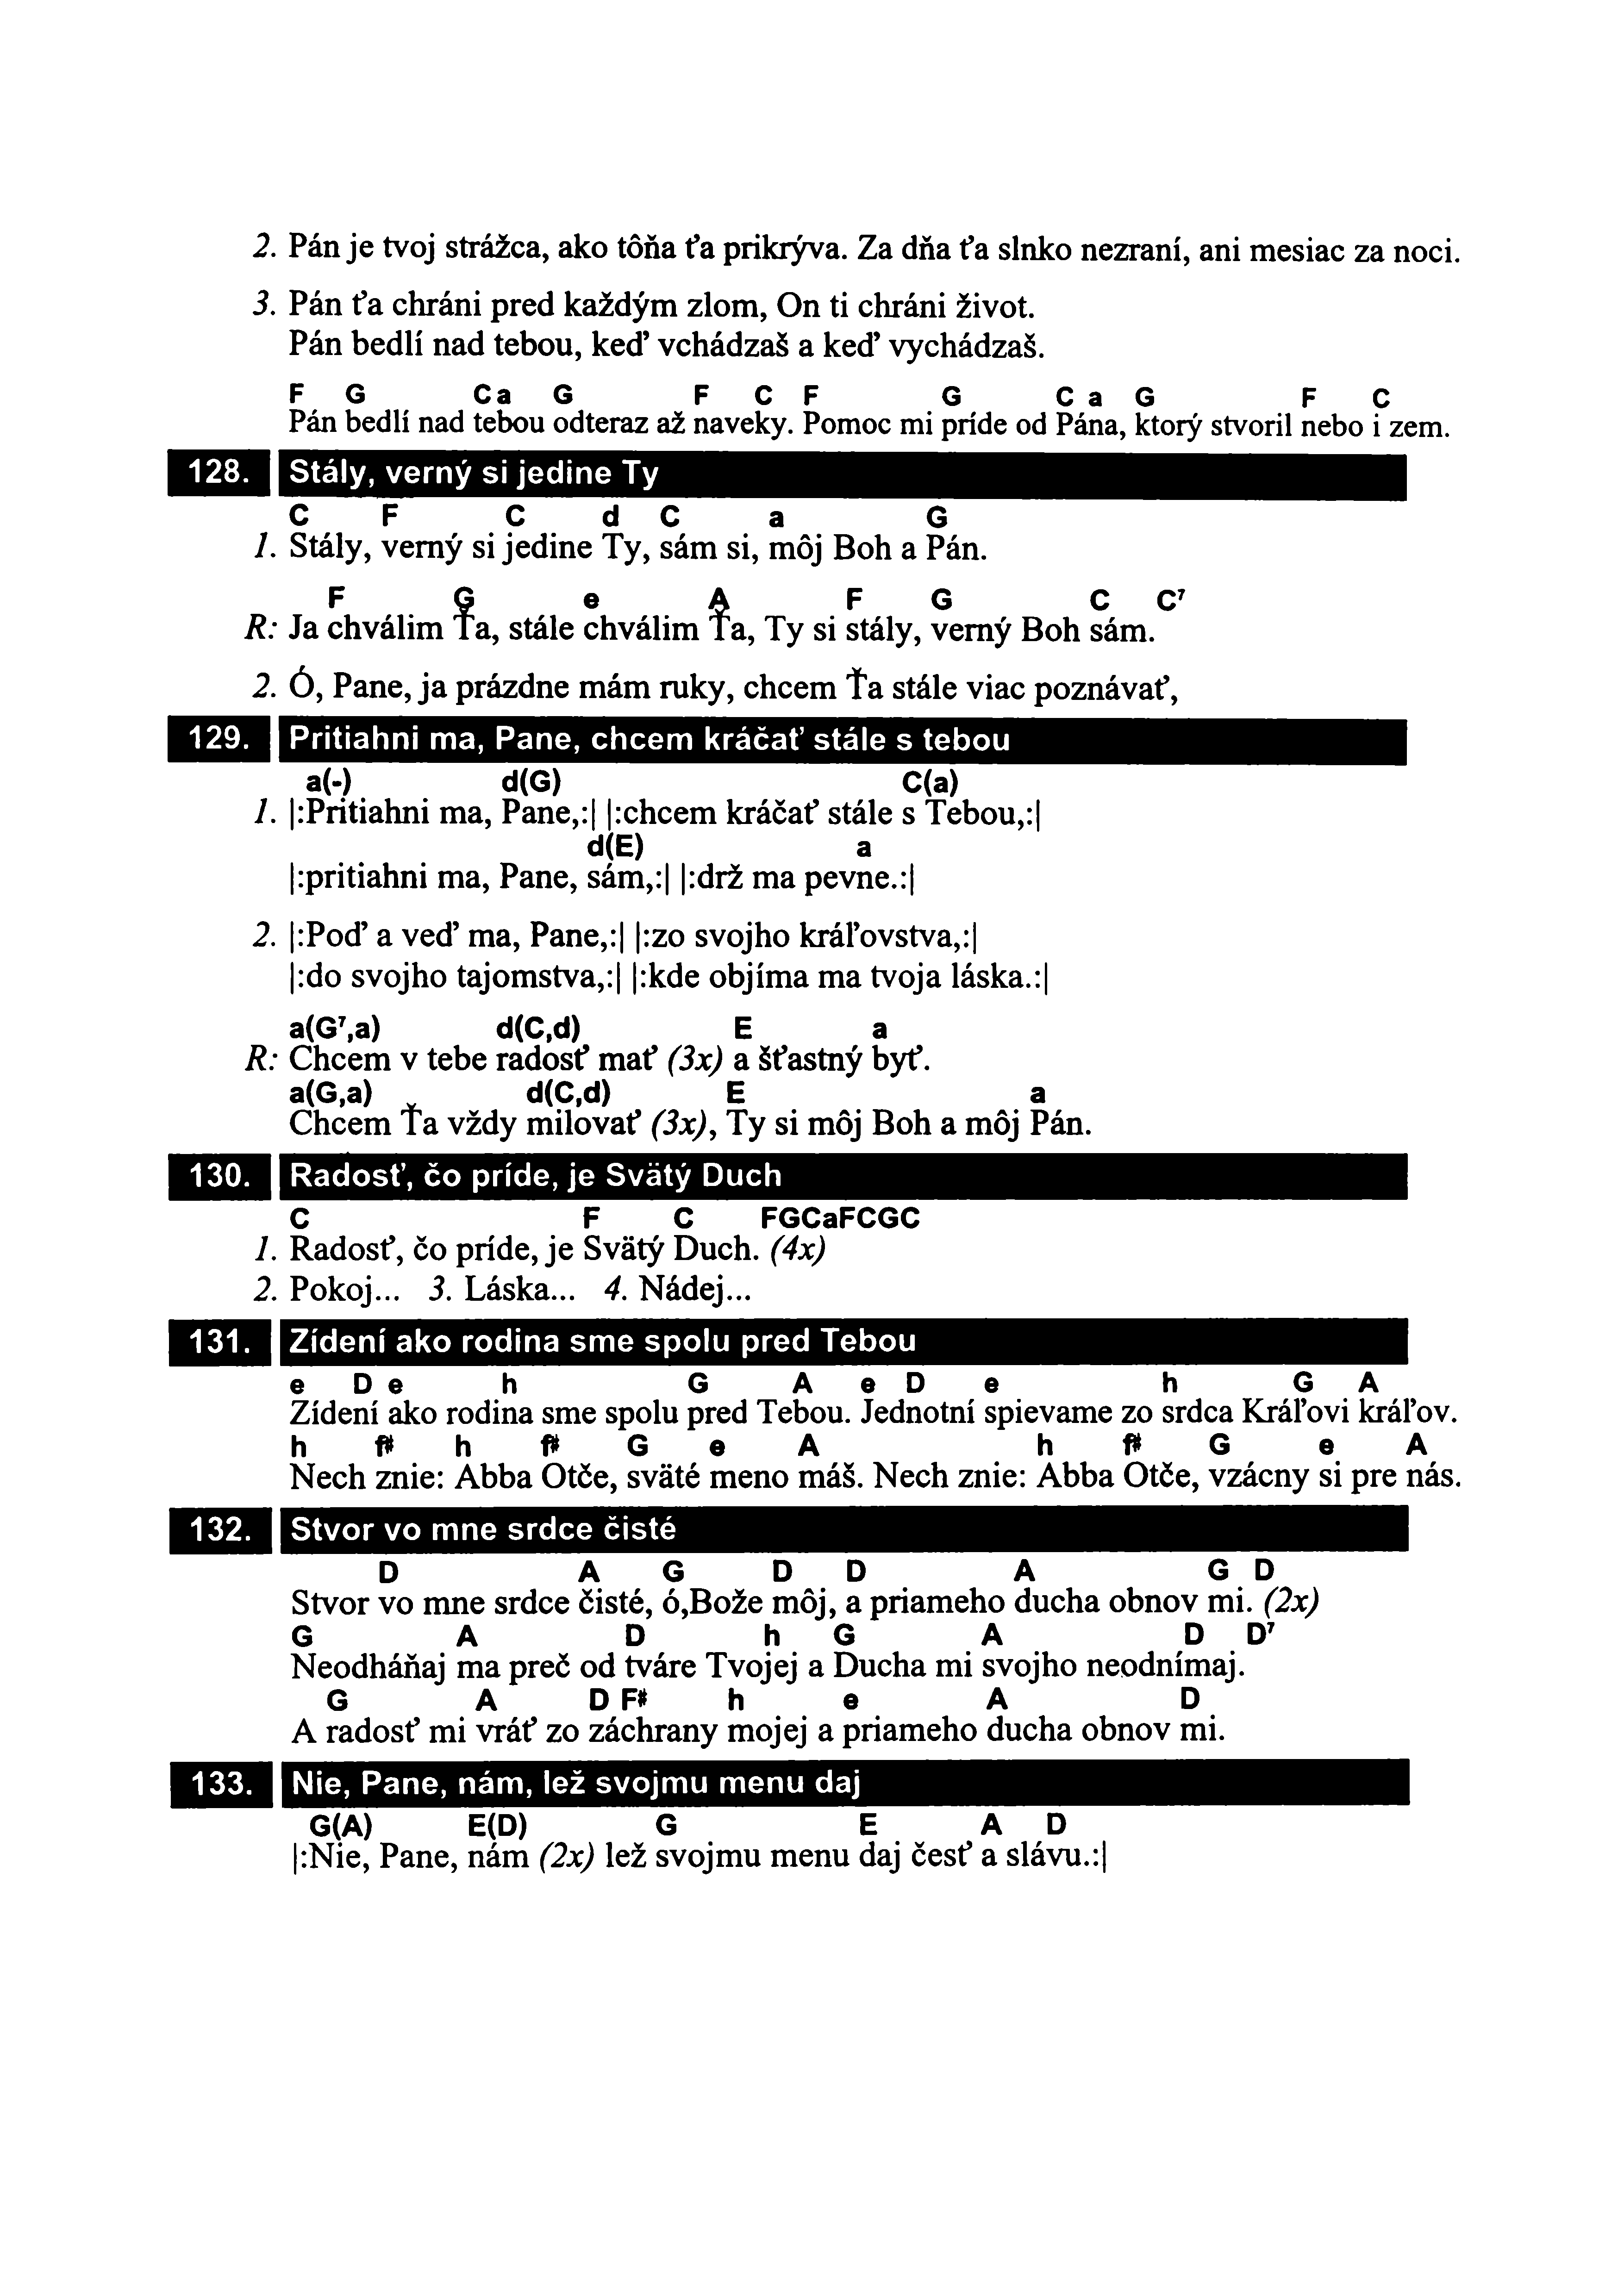 2. Pán je tvoj strážca, ako tôňa ťa prikrýva. Za dňa ťa slnko nezraní, ani mesiac za noci.
3. Pán ťa chráni pred každým zlom, On ti chráni život.
Pán bedlí nad tebou, keď vchádzaš a keď vychádzaš.
F G C a G F C F G C a G F C
Pán bedlí nad tebou odteraz až naveky. Pomoc mi príde od Pána, ktorý stvoril nebo i zem.
128. Stály, verný si jedine Ty
C F C d C a G
1. Stály, verný si jedine Ty, sám si, môj Boh a Pán.
F G e A F G C C⁷
R: Ja chválim Ťa, stále chválim Ťa, Ty si stály, verný Boh sám.
2. Ó, Pane, ja prázdne mám ruky, chcem Ťa stále viac poznávať,
129. Pritiahni ma, Pane, chcem kráčať stále s tebou
a(-) d(G) C(a)
1. |:Pritiahni ma, Pane,:| |:chcem kráčať stále s Tebou,:|
d(E) a
|:pritiahni ma, Pane, sám,:| |:drž ma pevne.:|
2. |:Poď a veď ma, Pane,:| |:zo svojho kráľovstva,:|
|:do svojho tajomstva,:| |:kde objíma ma tvoja láska.:|
a(G⁷,a) d(C,d) E a
R: Chcem v tebe radosť mať (3x) a šťastný byť.
a(G,a) d(C,d) E a
Chcem Ťa vždy milovať (3x), Ty si môj Boh a môj Pán.
130. Radosť, čo príde, je Svätý Duch
C F C FGCaFCGC
1. Radosť, čo príde, je Svätý Duch. (4x)
2. Pokoj... 3. Láska... 4. Nádej...
131. Zídení ako rodina sme spolu pred Tebou
e D e h G A e D e h G A
Zídení ako rodina sme spolu pred Tebou. Jednotní spievame zo srdca Kráľovi kráľov.
h f# h f# G e A h f# G e A
Nech znie: Abba Otče, sväté meno máš. Nech znie: Abba Otče, vzácny si pre nás.
132. Stvor vo mne srdce čisté
D A G D D A G D
Stvor vo mne srdce čisté, ó,Bože môj, a priameho ducha obnov mi. (2x)
G A D h G A D D⁷
Neodháňaj ma preč od tváre Tvojej a Ducha mi svojho neodnímaj.
G A D F# h e A D
A radosť mi vráť zo záchrany mojej a priameho ducha obnov mi.
133. Nie, Pane, nám, lež svojmu menu daj
G(A) E(D) G E A D
|:Nie, Pane, nám (2x) lež svojmu menu daj česť a slávu.:|